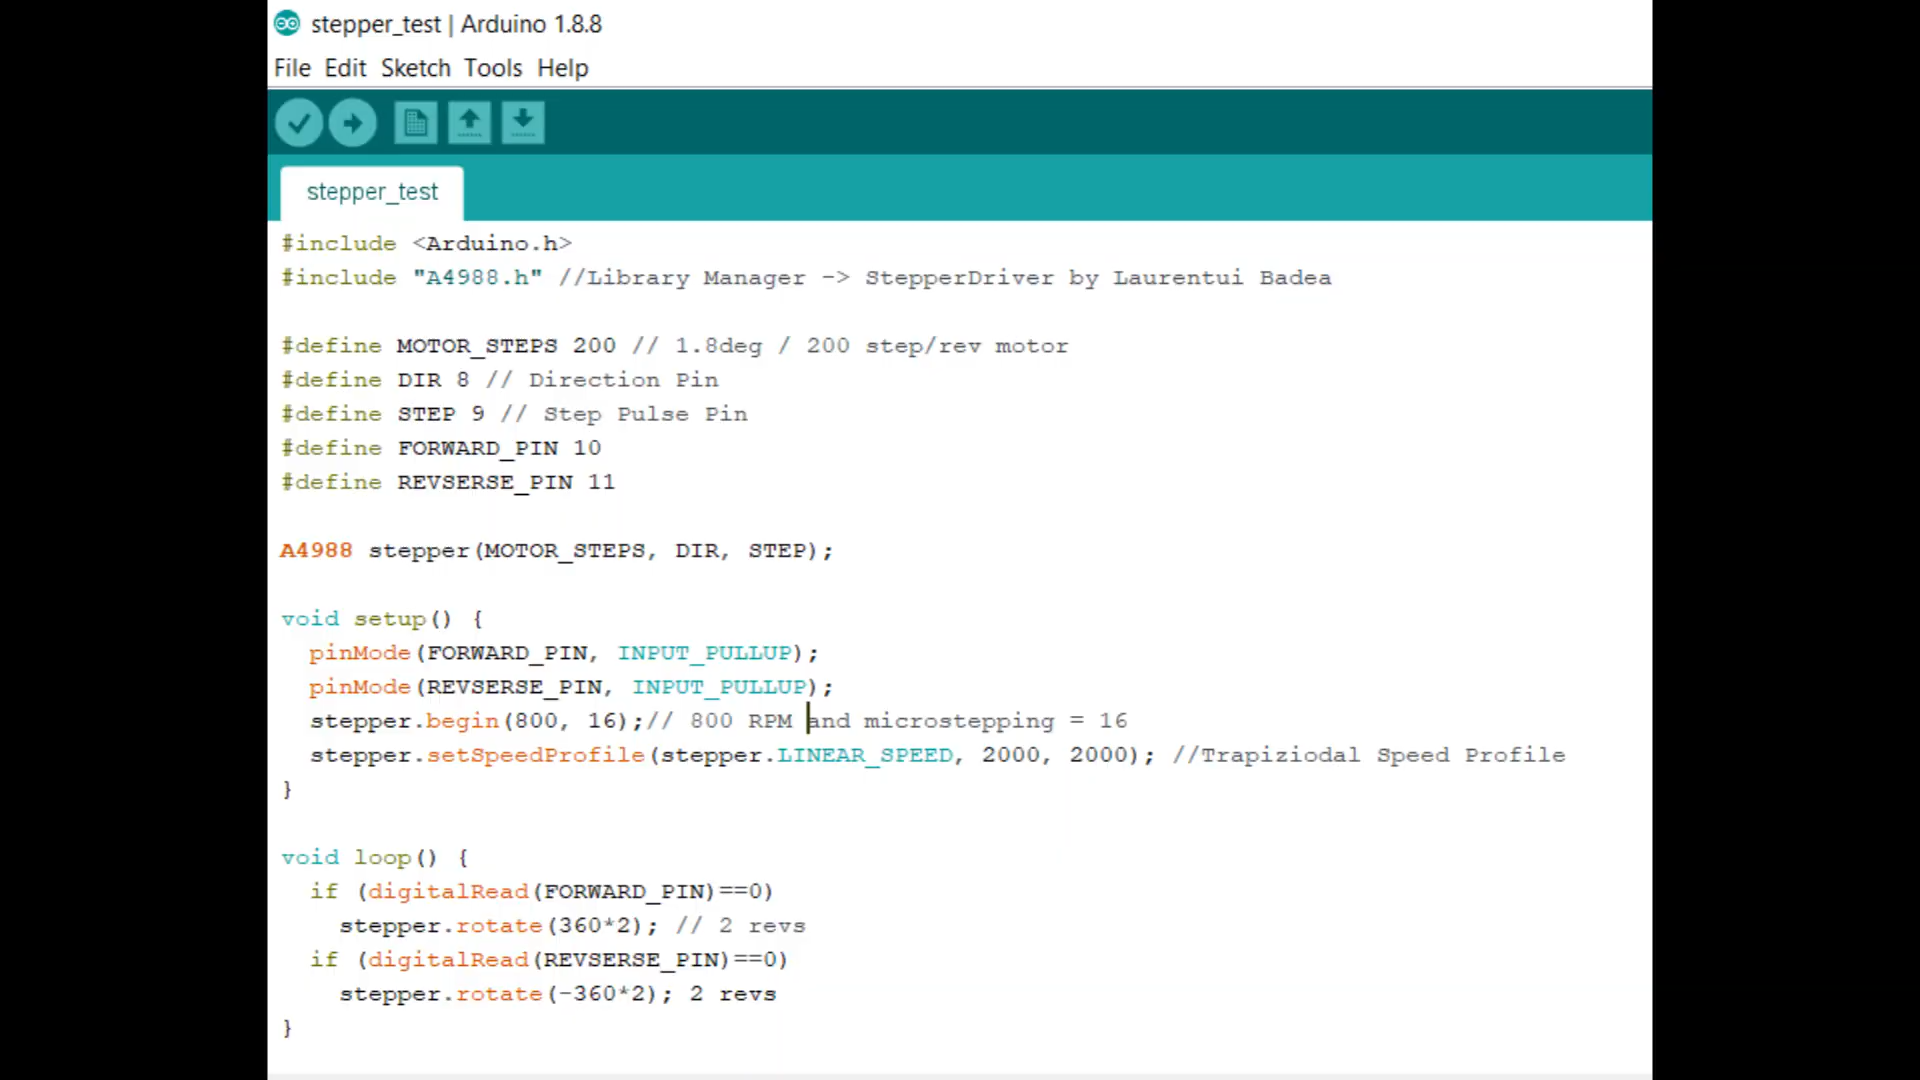 stepper_test | Arduino 1.8.8
File Edit Sketch Tools Help
stepper_test
#include <Arduino.h>
#include "A4988.h" //Library Manager -> StepperDriver by Laurentui Badea
#define MOTOR_STEPS 200 // 1.8deg / 200 step/rev motor
#define DIR 8 // Direction Pin
#define STEP 9 // Step Pulse Pin
#define FORWARD_PIN 10
#define REVSERSE_PIN 11
A4988 stepper(MOTOR_STEPS, DIR, STEP);
void setup() {
pinMode(FORWARD_PIN, INPUT_PULLUP);
pinMode(REVSERSE_PIN, INPUT_PULLUP);
stepper.begin(800, 16);// 800 RPM and microstepping = 16
stepper.setSpeedProfile(stepper.LINEAR_SPEED, 2000, 2000); //Trapiziodal Speed Profile
}
void loop() {
if (digitalRead(FORWARD_PIN)==0)
stepper.rotate(360*2); // 2 revs
if (digitalRead(REVSERSE_PIN)==0)
stepper.rotate(-360*2); 2 revs
}